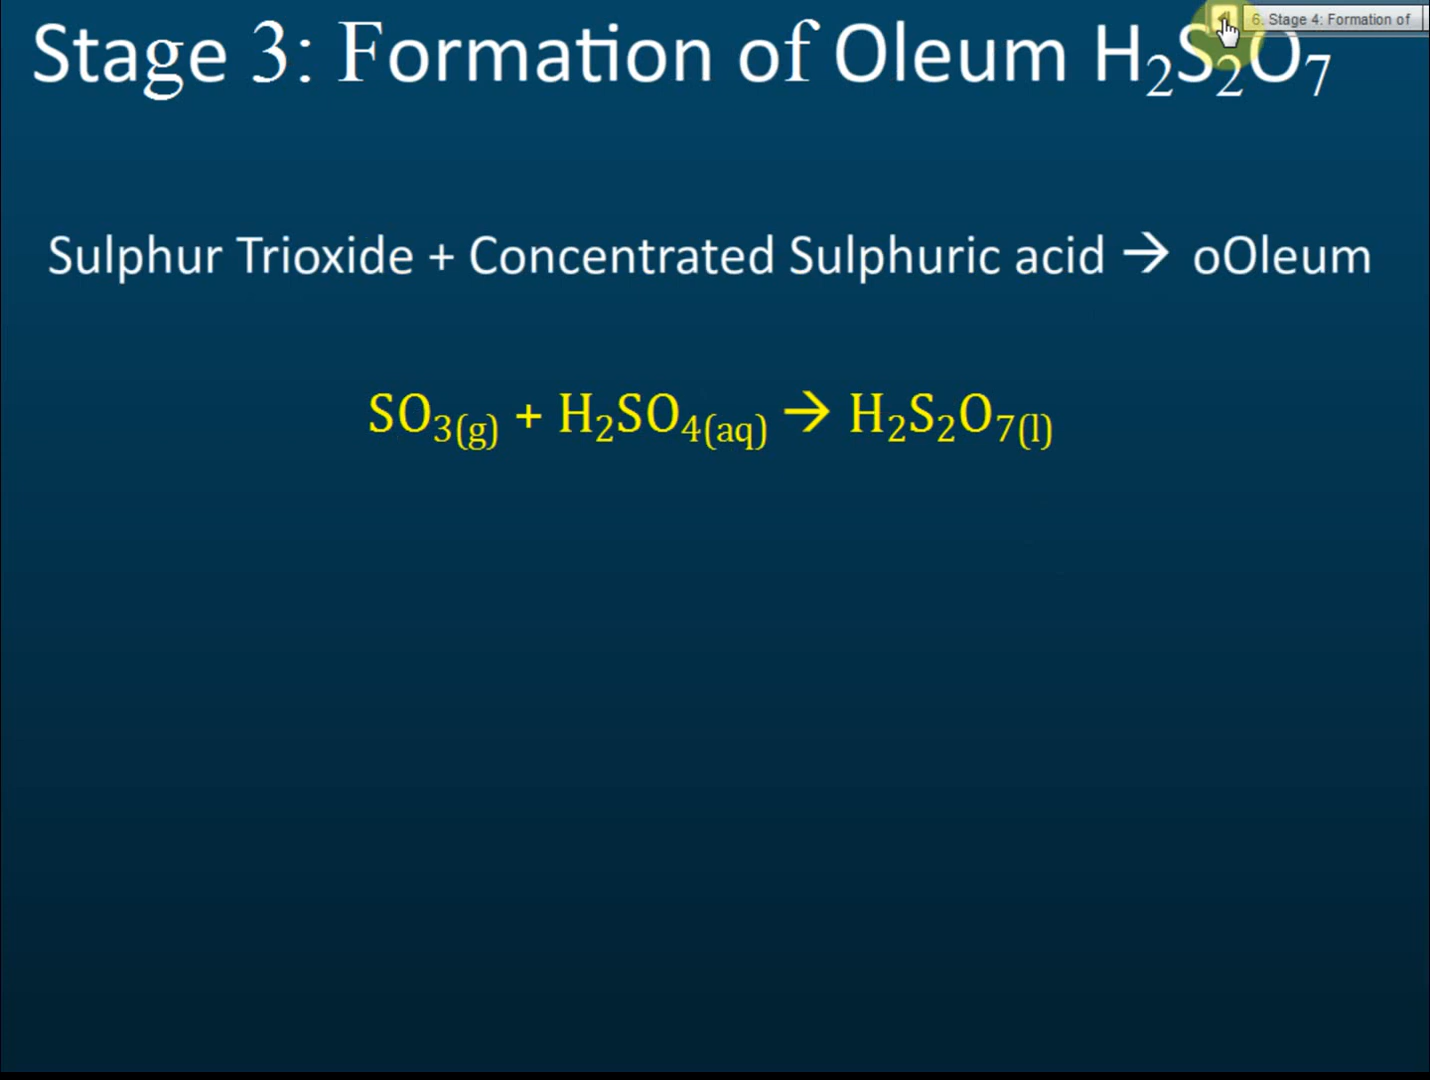 6. Stage 4: Formation of
Stage 3: Formation of Oleum H₂S₂O₇
Sulphur Trioxide + Concentrated Sulphuric acid → oOleum
SO₃(g) + H₂SO₄(aq) → H₂S₂O₇(l)